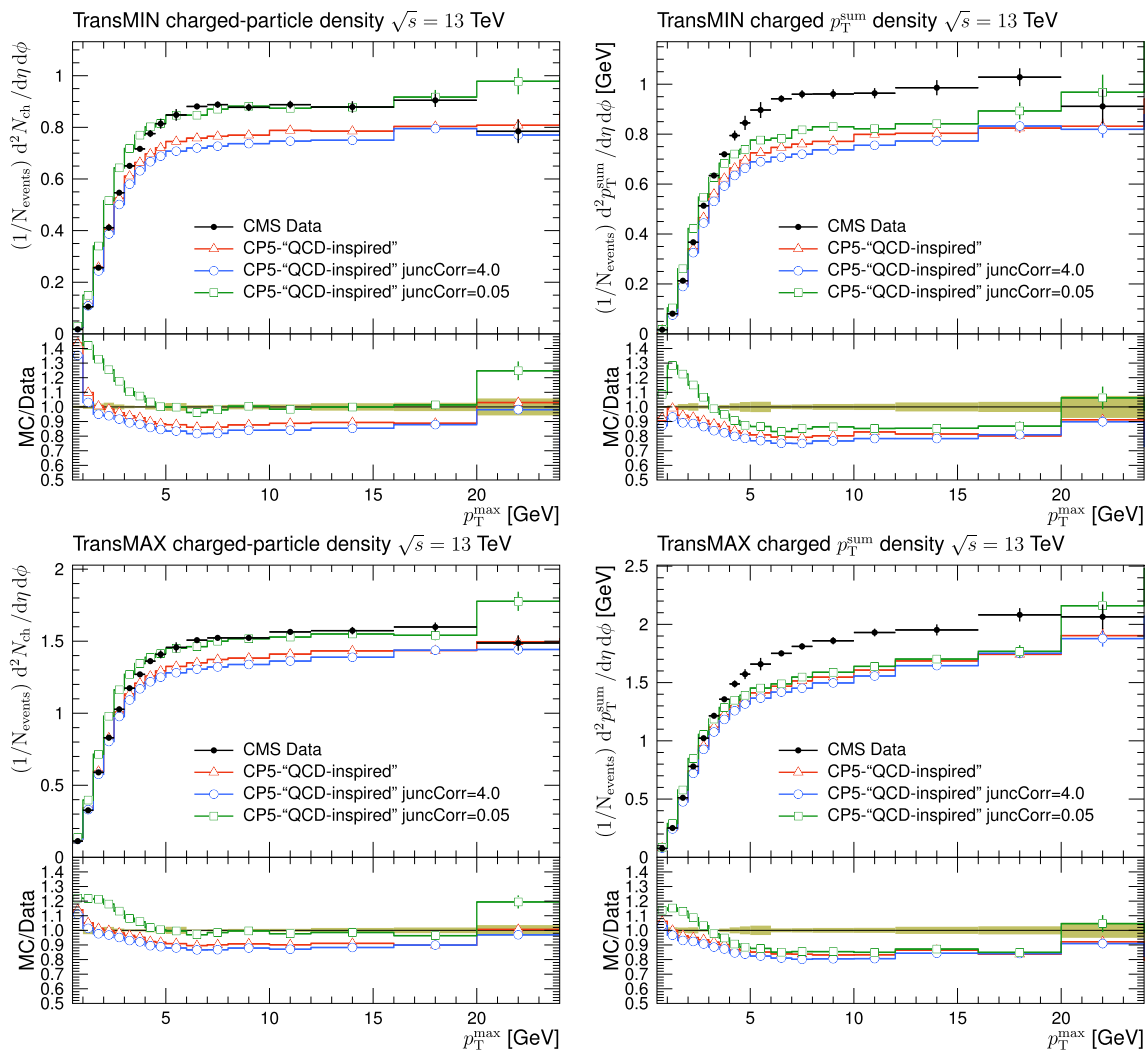 TransMIN charged-particle density √s = 13 TeV
(1/N_events) d²N_ch/dη dϕ
1
0.8
0.6
0.4
0.2
0
CMS Data
CP5-“QCD-inspired”
CP5-“QCD-inspired” juncCorr=4.0
CP5-“QCD-inspired” juncCorr=0.05
MC/Data
1.4
1.3
1.2
1.1
1.0
0.9
0.8
0.7
0.6
0.5
5 10 15 20
p_T^max [GeV]
TransMIN charged p_T^sum density √s = 13 TeV
(1/N_events) d²p_T^sum/dη dϕ [GeV]
1
0.8
0.6
0.4
0.2
0
CMS Data
CP5-“QCD-inspired”
CP5-“QCD-inspired” juncCorr=4.0
CP5-“QCD-inspired” juncCorr=0.05
MC/Data
1.4
1.3
1.2
1.1
1.0
0.9
0.8
0.7
0.6
0.5
5 10 15 20
p_T^max [GeV]
TransMAX charged-particle density √s = 13 TeV
(1/N_events) d²N_ch/dη dϕ
2
1.5
1
0.5
0
CMS Data
CP5-“QCD-inspired”
CP5-“QCD-inspired” juncCorr=4.0
CP5-“QCD-inspired” juncCorr=0.05
MC/Data
1.4
1.3
1.2
1.1
1.0
0.9
0.8
0.7
0.6
0.5
5 10 15 20
p_T^max [GeV]
TransMAX charged p_T^sum density √s = 13 TeV
(1/N_events) d²p_T^sum/dη dϕ [GeV]
2.5
2
1.5
1
0.5
0
CMS Data
CP5-“QCD-inspired”
CP5-“QCD-inspired” juncCorr=4.0
CP5-“QCD-inspired” juncCorr=0.05
MC/Data
1.4
1.3
1.2
1.1
1.0
0.9
0.8
0.7
0.6
0.5
5 10 15 20
p_T^max [GeV]